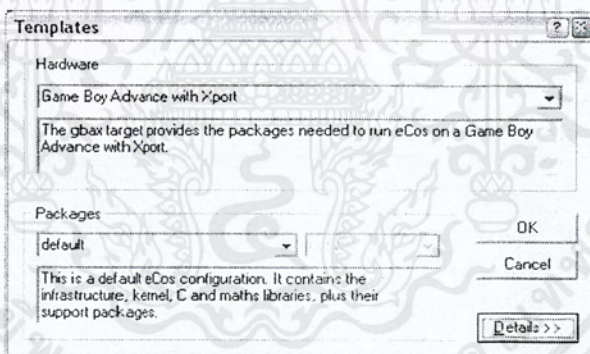 Templates
Hardware
Game Boy Advance with Xport
The gbax target provides the packages needed to run eCos on a Game Boy
Advance with Xport.
Packages
default
OK
This is a default eCos configuration. It contains the
infrastructure, kernel, C and maths libraries, plus their
support packages.
Cancel
Details >>